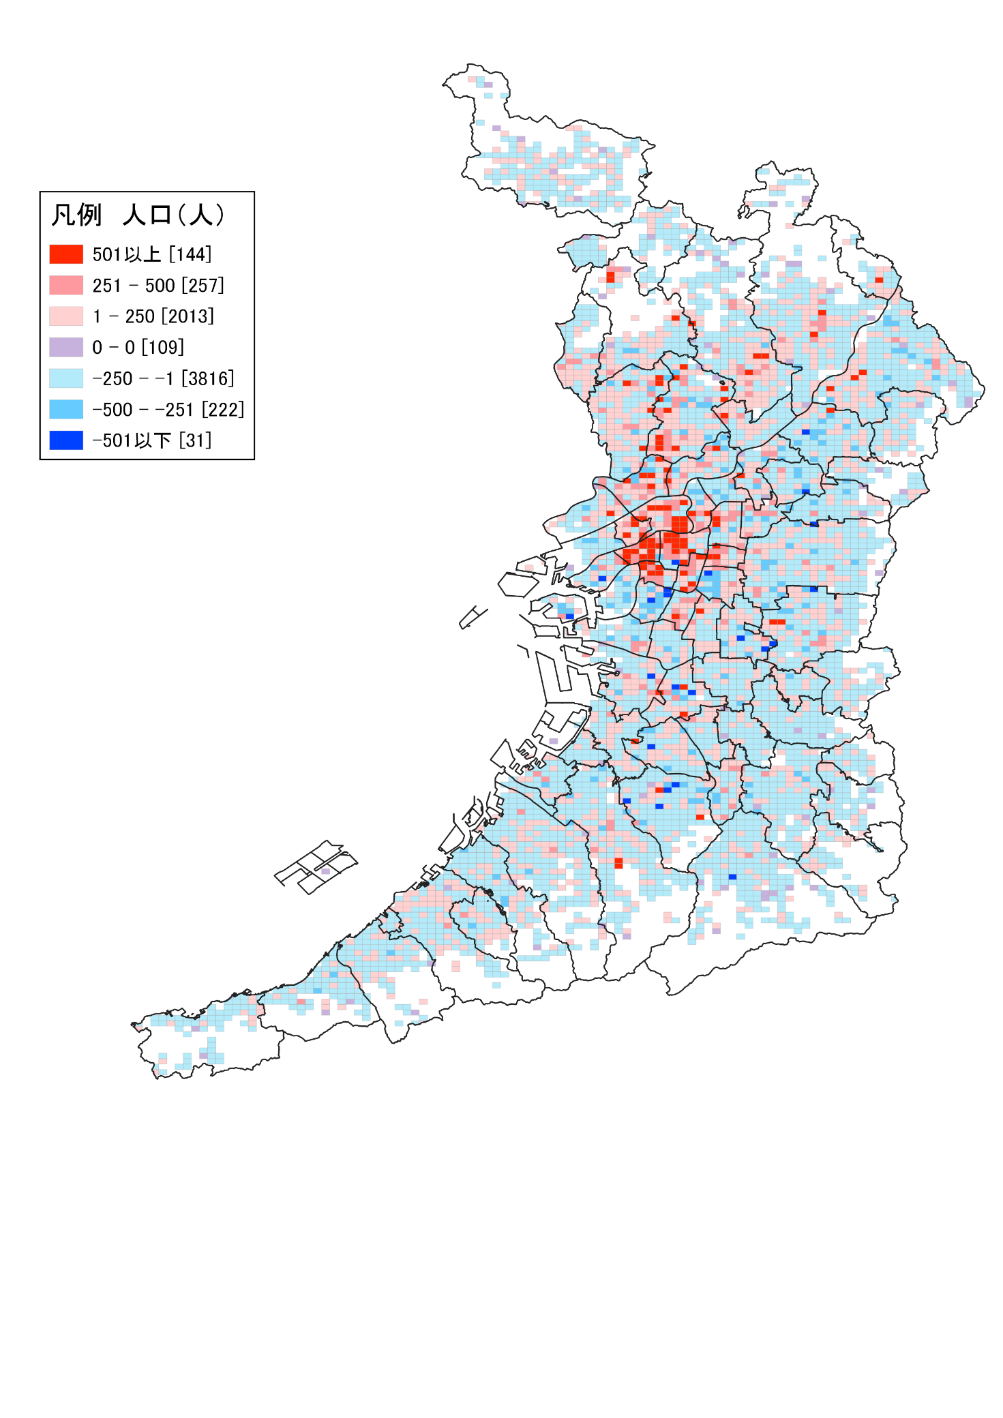 凡例　人口（人）
501以上 [144]
251 - 500 [257]
1 - 250 [2013]
0 - 0 [109]
-250 - -1 [3816]
-500 - -251 [222]
-501以下 [31]